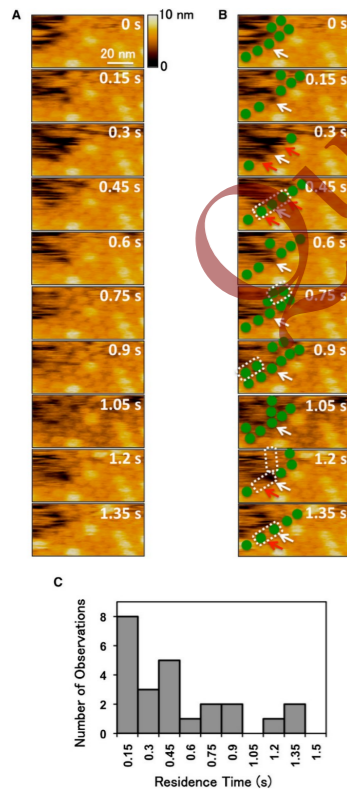 A
10 nm
0
20 nm
0 s
0.15 s
0.3 s
0.45 s
0.6 s
0.75 s
0.9 s
1.05 s
1.2 s
1.35 s
B
0 s
0.15 s
0.3 s
0.45 s
0.6 s
0.75 s
0.9 s
1.05 s
1.2 s
1.35 s
C
Number of Observations
8
6
4
2
0
0.15
0.3
0.45
0.6
0.75
0.9
1.05
1.2
1.35
1.5
Residence Time (s)